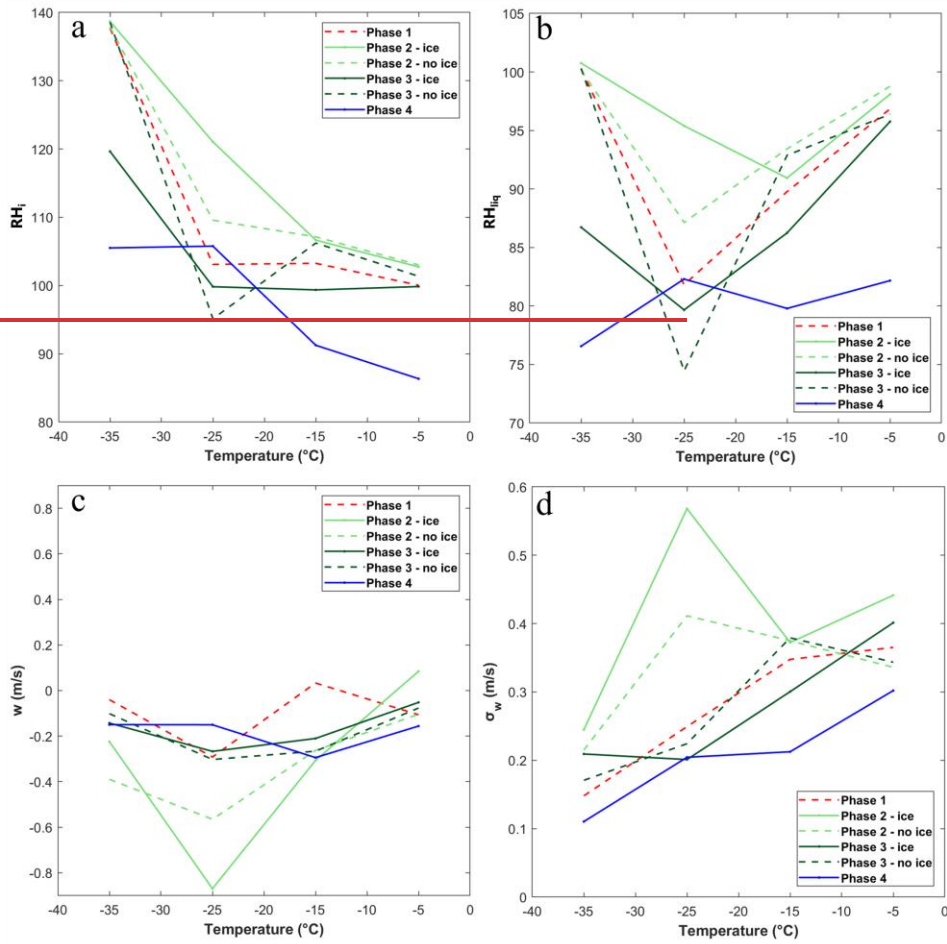 a
140
130
120
110
100
90
80
RH_i
-40 -35 -30 -25 -20 -15 -10 -5 0
Temperature (°C)
Phase 1
Phase 2 - ice
Phase 2 - no ice
Phase 3 - ice
Phase 3 - no ice
Phase 4
b
105
100
95
90
85
80
75
70
RH_liq
-40 -35 -30 -25 -20 -15 -10 -5 0
Temperature (°C)
Phase 1
Phase 2 - ice
Phase 2 - no ice
Phase 3 - ice
Phase 3 - no ice
Phase 4
c
0.8
0.6
0.4
0.2
0
-0.2
-0.4
-0.6
-0.8
w (m/s)
-40 -35 -30 -25 -20 -15 -10 -5 0
Temperature (°C)
Phase 1
Phase 2 - ice
Phase 2 - no ice
Phase 3 - ice
Phase 3 - no ice
Phase 4
d
0.6
0.5
0.4
0.3
0.2
0.1
0
σ_w (m/s)
-40 -35 -30 -25 -20 -15 -10 -5 0
Temperature (°C)
Phase 1
Phase 2 - ice
Phase 2 - no ice
Phase 3 - ice
Phase 3 - no ice
Phase 4